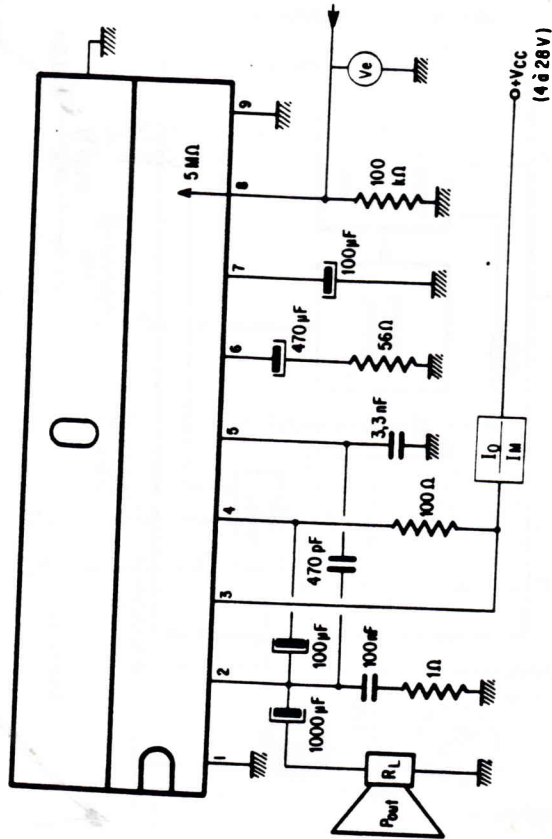 1
2
3
4
5
6
7
8
9
5 MΩ
Ve
100
kΩ
100µF
470µF
56Ω
3,3nF
470 pF
100Ω
100µF
100nF
1Ω
1000µF
RL
Pout
IQ
IM
+VCC
(4 à 28V)